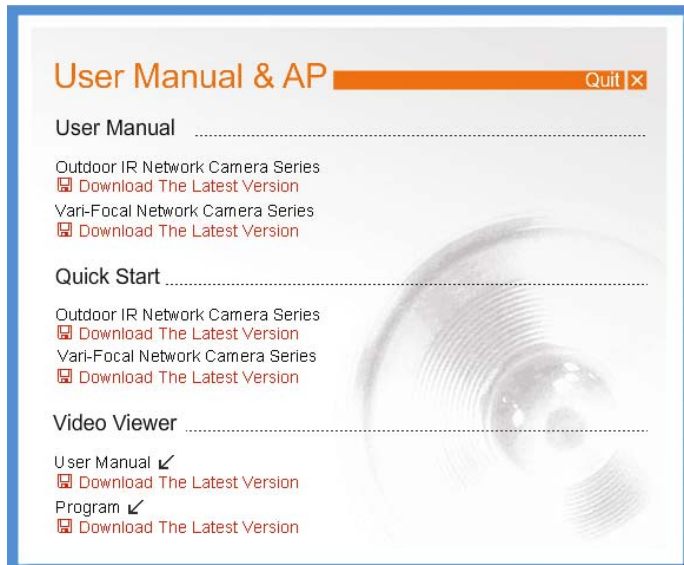 User Manual & AP Quit
User Manual
Outdoor IR Network Camera Series
Download The Latest Version
Vari-Focal Network Camera Series
Download The Latest Version
Quick Start
Outdoor IR Network Camera Series
Download The Latest Version
Vari-Focal Network Camera Series
Download The Latest Version
Video Viewer
User Manual
Download The Latest Version
Program
Download The Latest Version